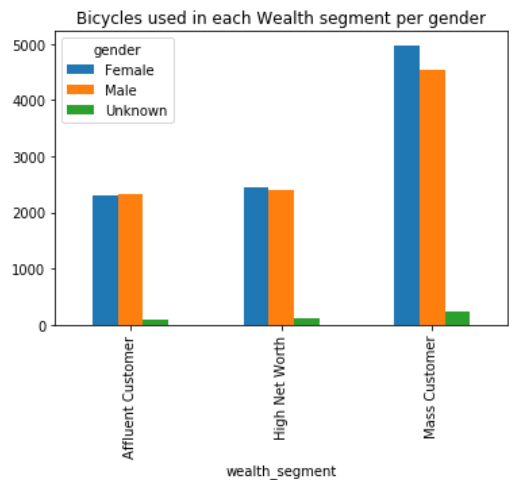 Bicycles used in each Wealth segment per gender
gender
Female
Male
Unknown
5000
4000
3000
2000
1000
0
Affluent Customer
High Net Worth
Mass Customer
wealth_segment